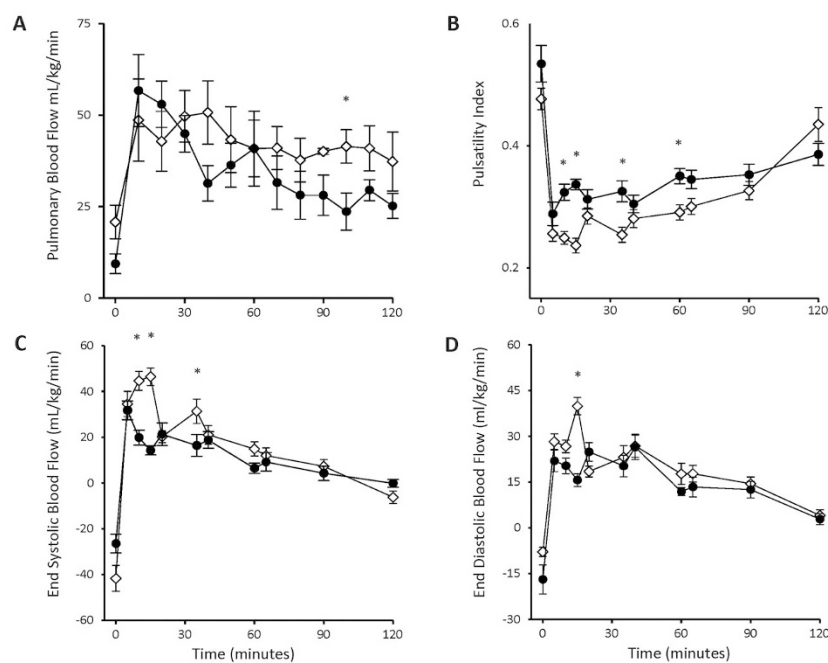 A
Pulmonary Blood Flow mL/kg/min
75
50
25
0
*
0 30 60 90 120
B
Pulsatility Index
0.6
0.4
0.2
* * * *
0 30 60 90 120
C
End Systolic Blood Flow (mL/kg/min)
60
40
20
0
-20
-40
-60
* * *
0 30 60 90 120
Time (minutes)
D
End Diastolic Blood Flow (ml/kg/min)
60
45
30
15
0
-15
-30
*
0 30 60 90 120
Time (minutes)